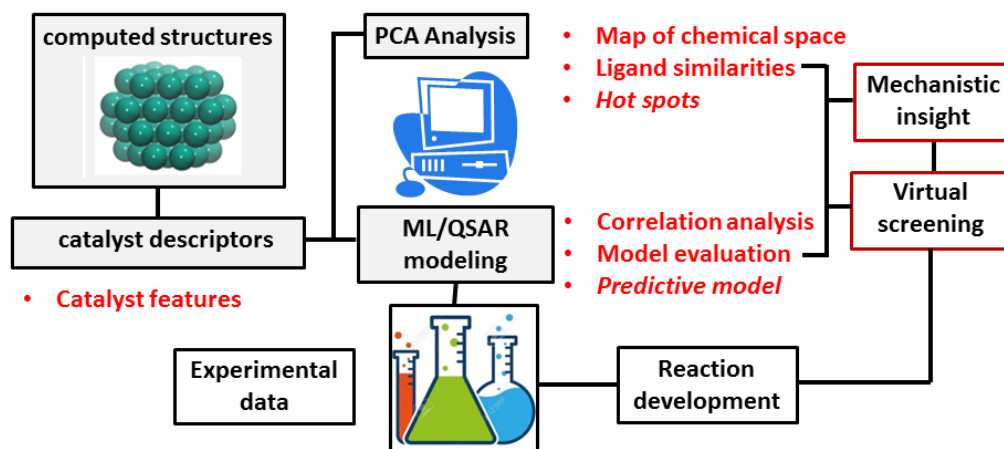 computed structures
PCA Analysis
• Map of chemical space
• Ligand similarities
• Hot spots
Mechanistic
insight
catalyst descriptors
ML/QSAR
modeling
• Correlation analysis
• Model evaluation
• Predictive model
Virtual
screening
• Catalyst features
Experimental
data
Reaction
development